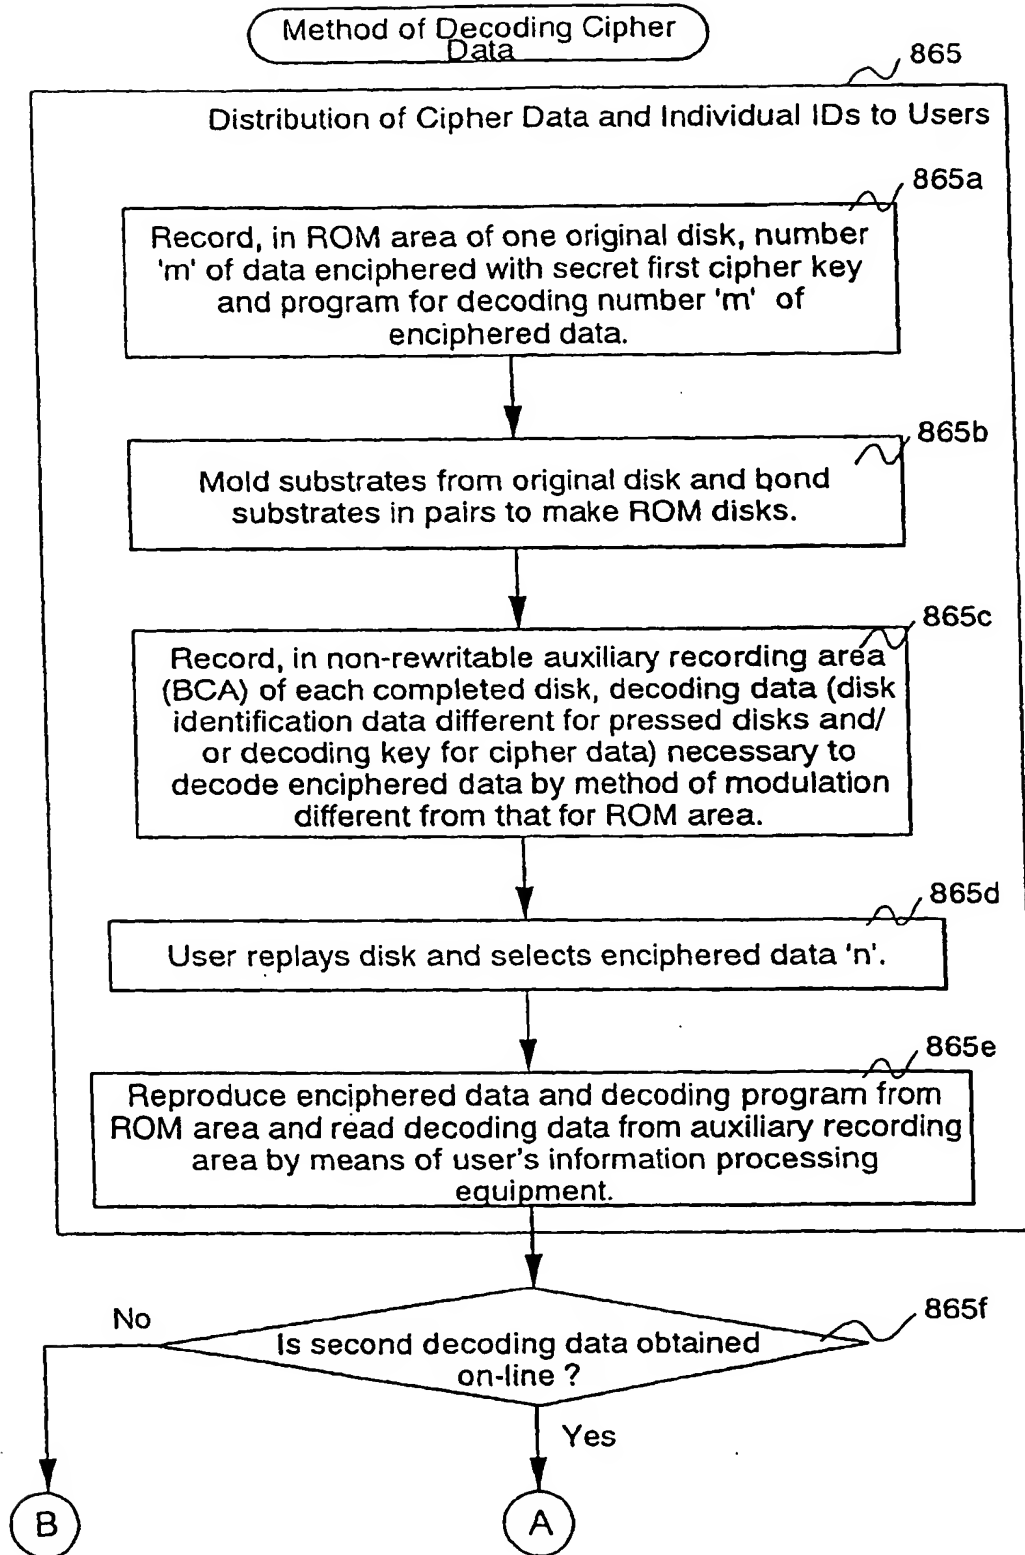 Method of Decoding Cipher
Data
865
Distribution of Cipher Data and Individual IDs to Users
865a
Record, in ROM area of one original disk, number
'm' of data enciphered with secret first cipher key
and program for decoding number 'm' of
enciphered data.
865b
Mold substrates from original disk and bond
substrates in pairs to make ROM disks.
865c
Record, in non-rewritable auxiliary recording area
(BCA) of each completed disk, decoding data (disk
identification data different for pressed disks and/
or decoding key for cipher data) necessary to
decode enciphered data by method of modulation
different from that for ROM area.
865d
User replays disk and selects enciphered data 'n'.
865e
Reproduce enciphered data and decoding program from
ROM area and read decoding data from auxiliary recording
area by means of user's information processing
equipment.
865f
No
Is second decoding data obtained
on-line ?
Yes
B
A